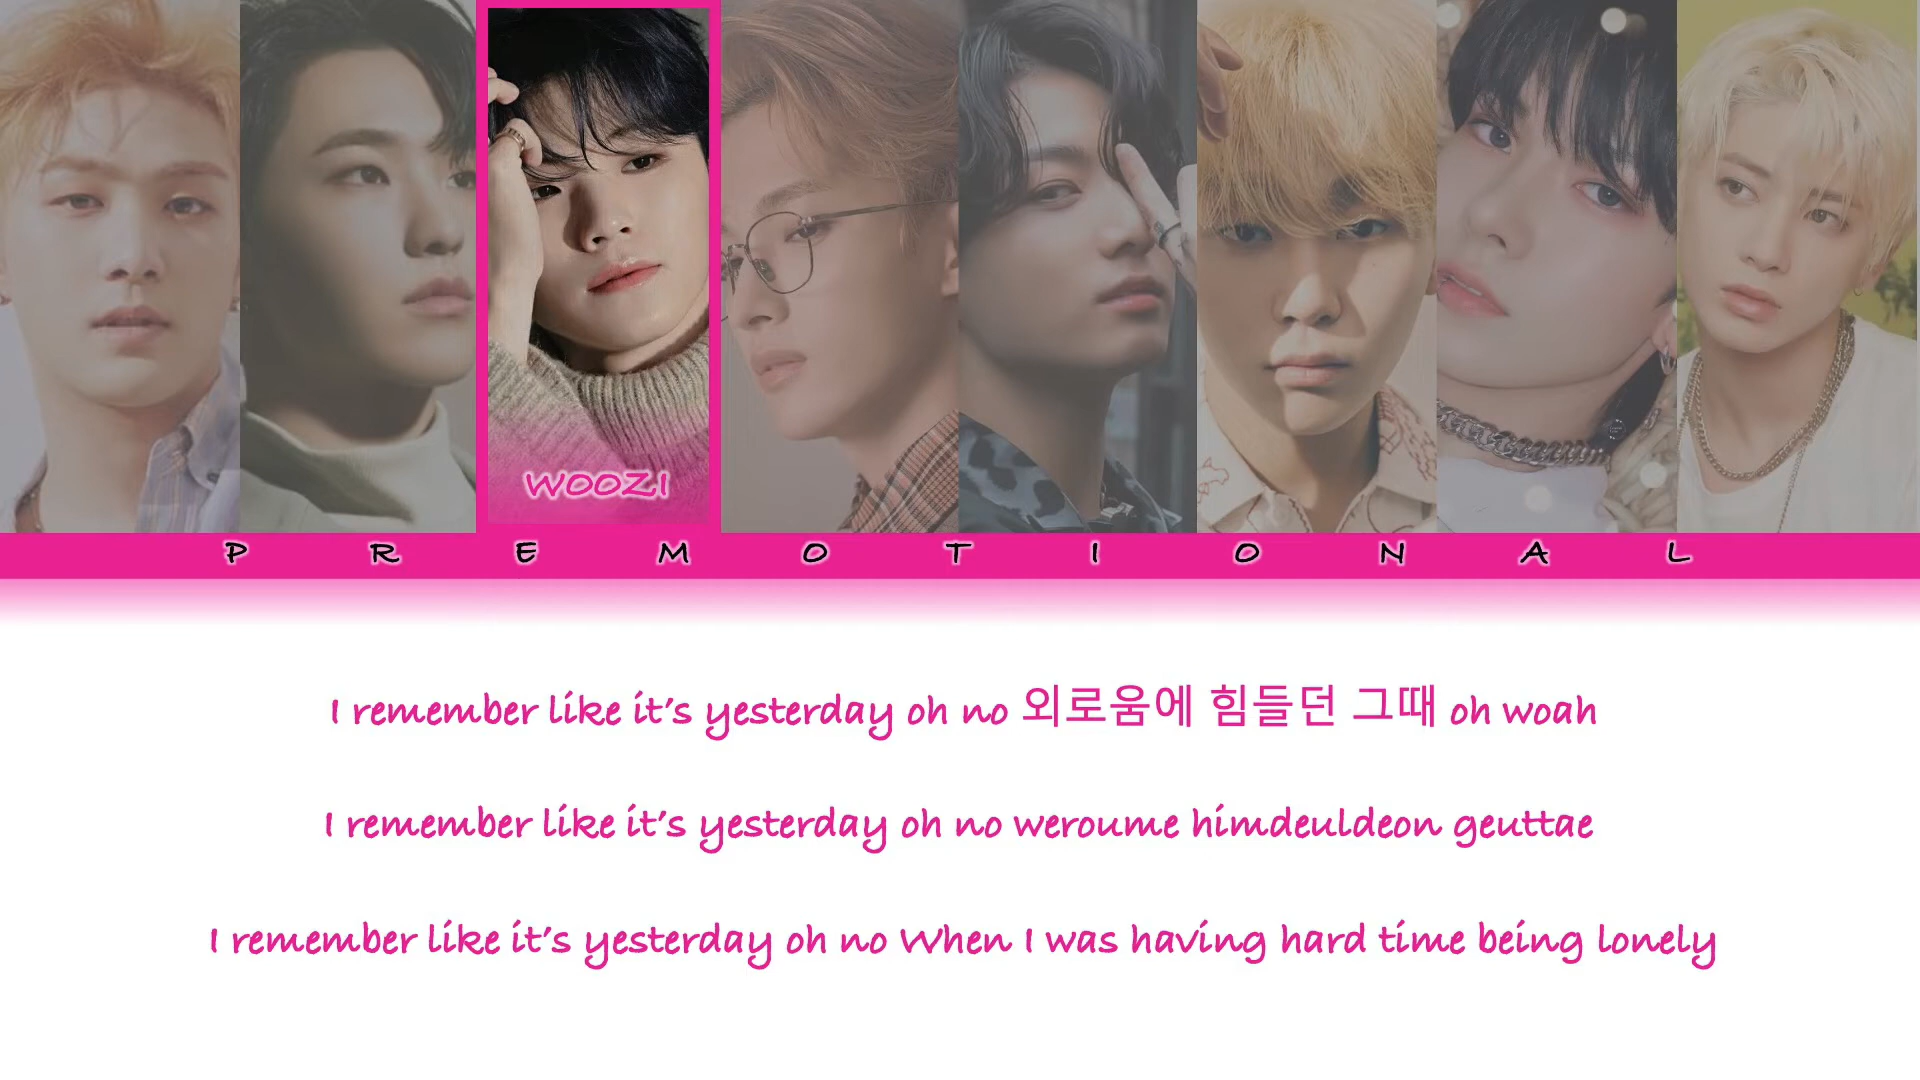 WOOZI
P R E M O T I O N A L
I remember like it's yesterday oh no 외로움에 힘들던 그때 oh woah
I remember like it's yesterday oh no weroume himdeuldeon geuttae
I remember like it's yesterday oh no When I was having hard time being lonely